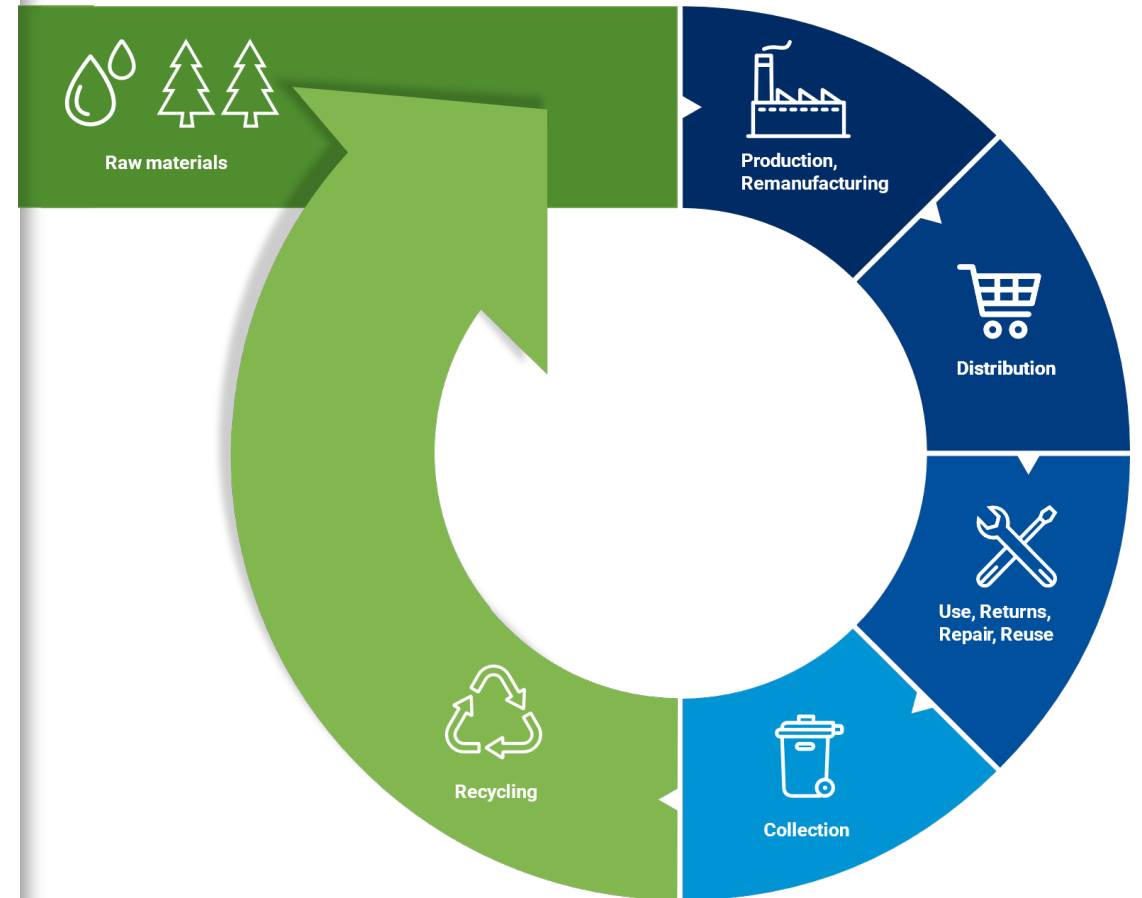 Raw materials
Production,
Remanufacturing
Distribution
Use, Returns,
Repair, Reuse
Collection
Recycling